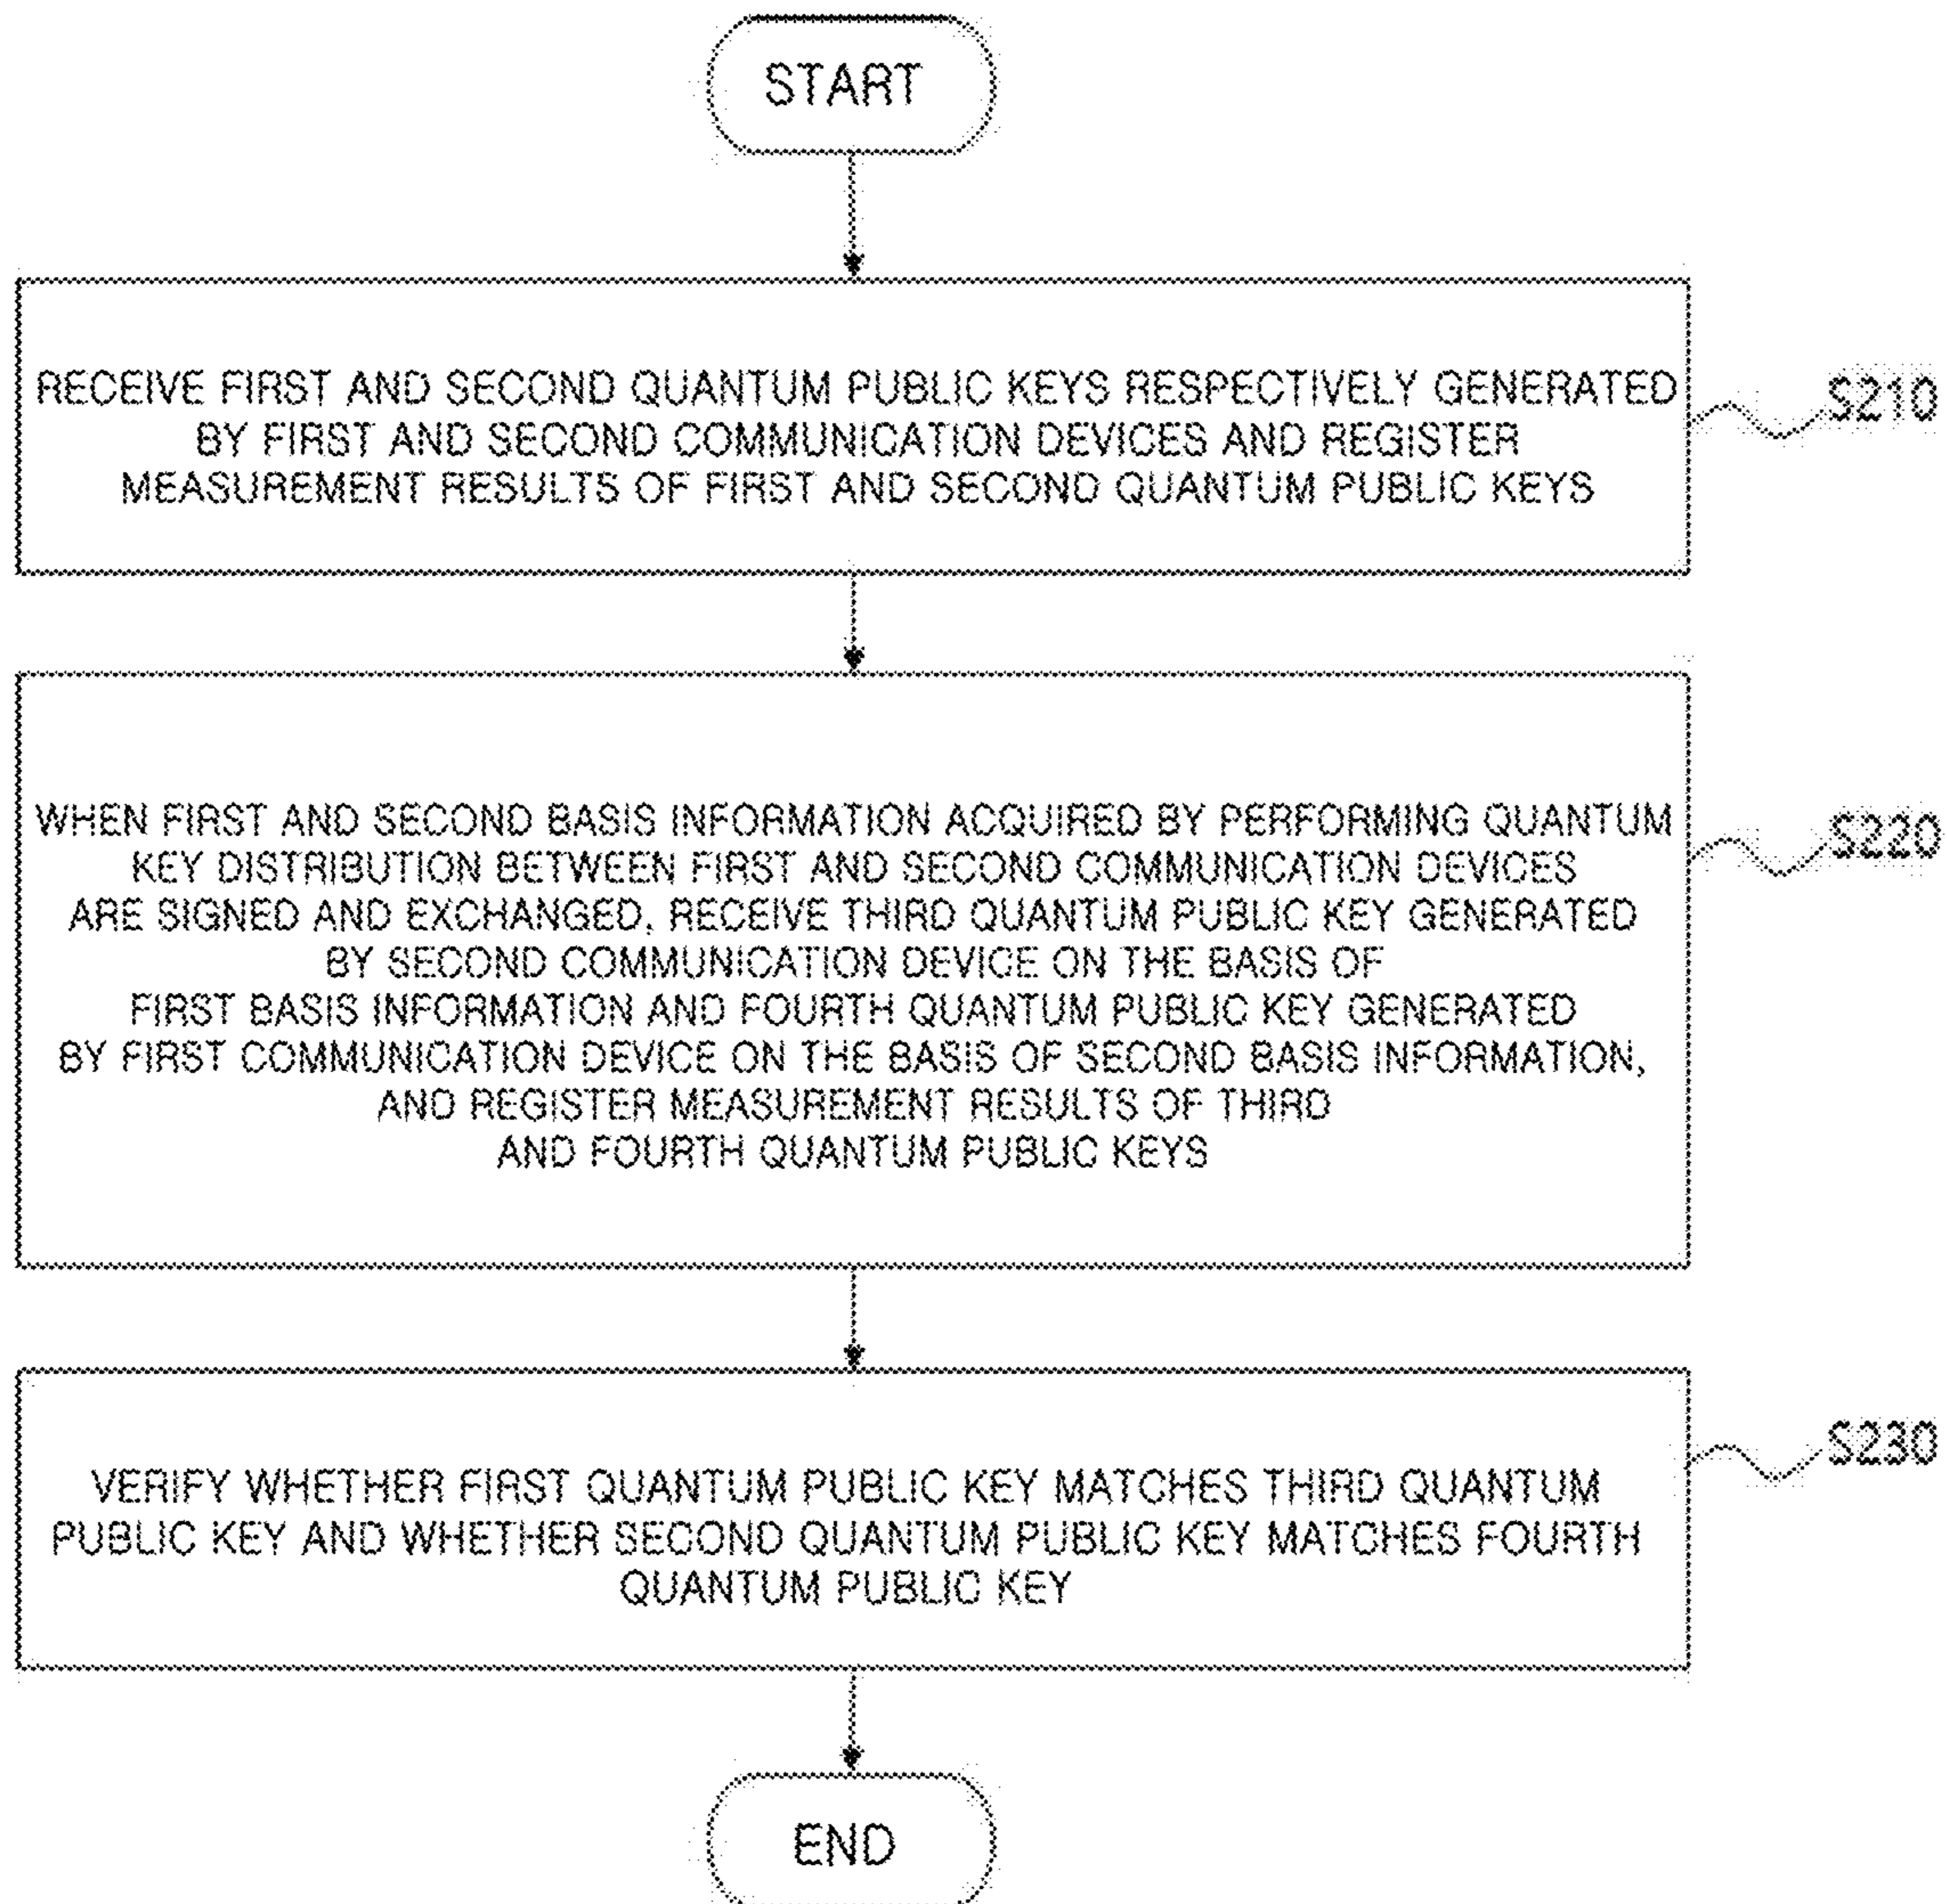 START
RECEIVE FIRST AND SECOND QUANTUM PUBLIC KEYS RESPECTIVELY GENERATED
BY FIRST AND SECOND COMMUNICATION DEVICES AND REGISTER
MEASUREMENT RESULTS OF FIRST AND SECOND QUANTUM PUBLIC KEYS
S210
WHEN FIRST AND SECOND BASIS INFORMATION ACQUIRED BY PERFORMING QUANTUM
KEY DISTRIBUTION BETWEEN FIRST AND SECOND COMMUNICATION DEVICES
ARE SIGNED AND EXCHANGED, RECEIVE THIRD QUANTUM PUBLIC KEY GENERATED
BY SECOND COMMUNICATION DEVICE ON THE BASIS OF
FIRST BASIS INFORMATION AND FOURTH QUANTUM PUBLIC KEY GENERATED
BY FIRST COMMUNICATION DEVICE ON THE BASIS OF SECOND BASIS INFORMATION,
AND REGISTER MEASUREMENT RESULTS OF THIRD
AND FOURTH QUANTUM PUBLIC KEYS
S220
VERIFY WHETHER FIRST QUANTUM PUBLIC KEY MATCHES THIRD QUANTUM
PUBLIC KEY AND WHETHER SECOND QUANTUM PUBLIC KEY MATCHES FOURTH
QUANTUM PUBLIC KEY
S230
END